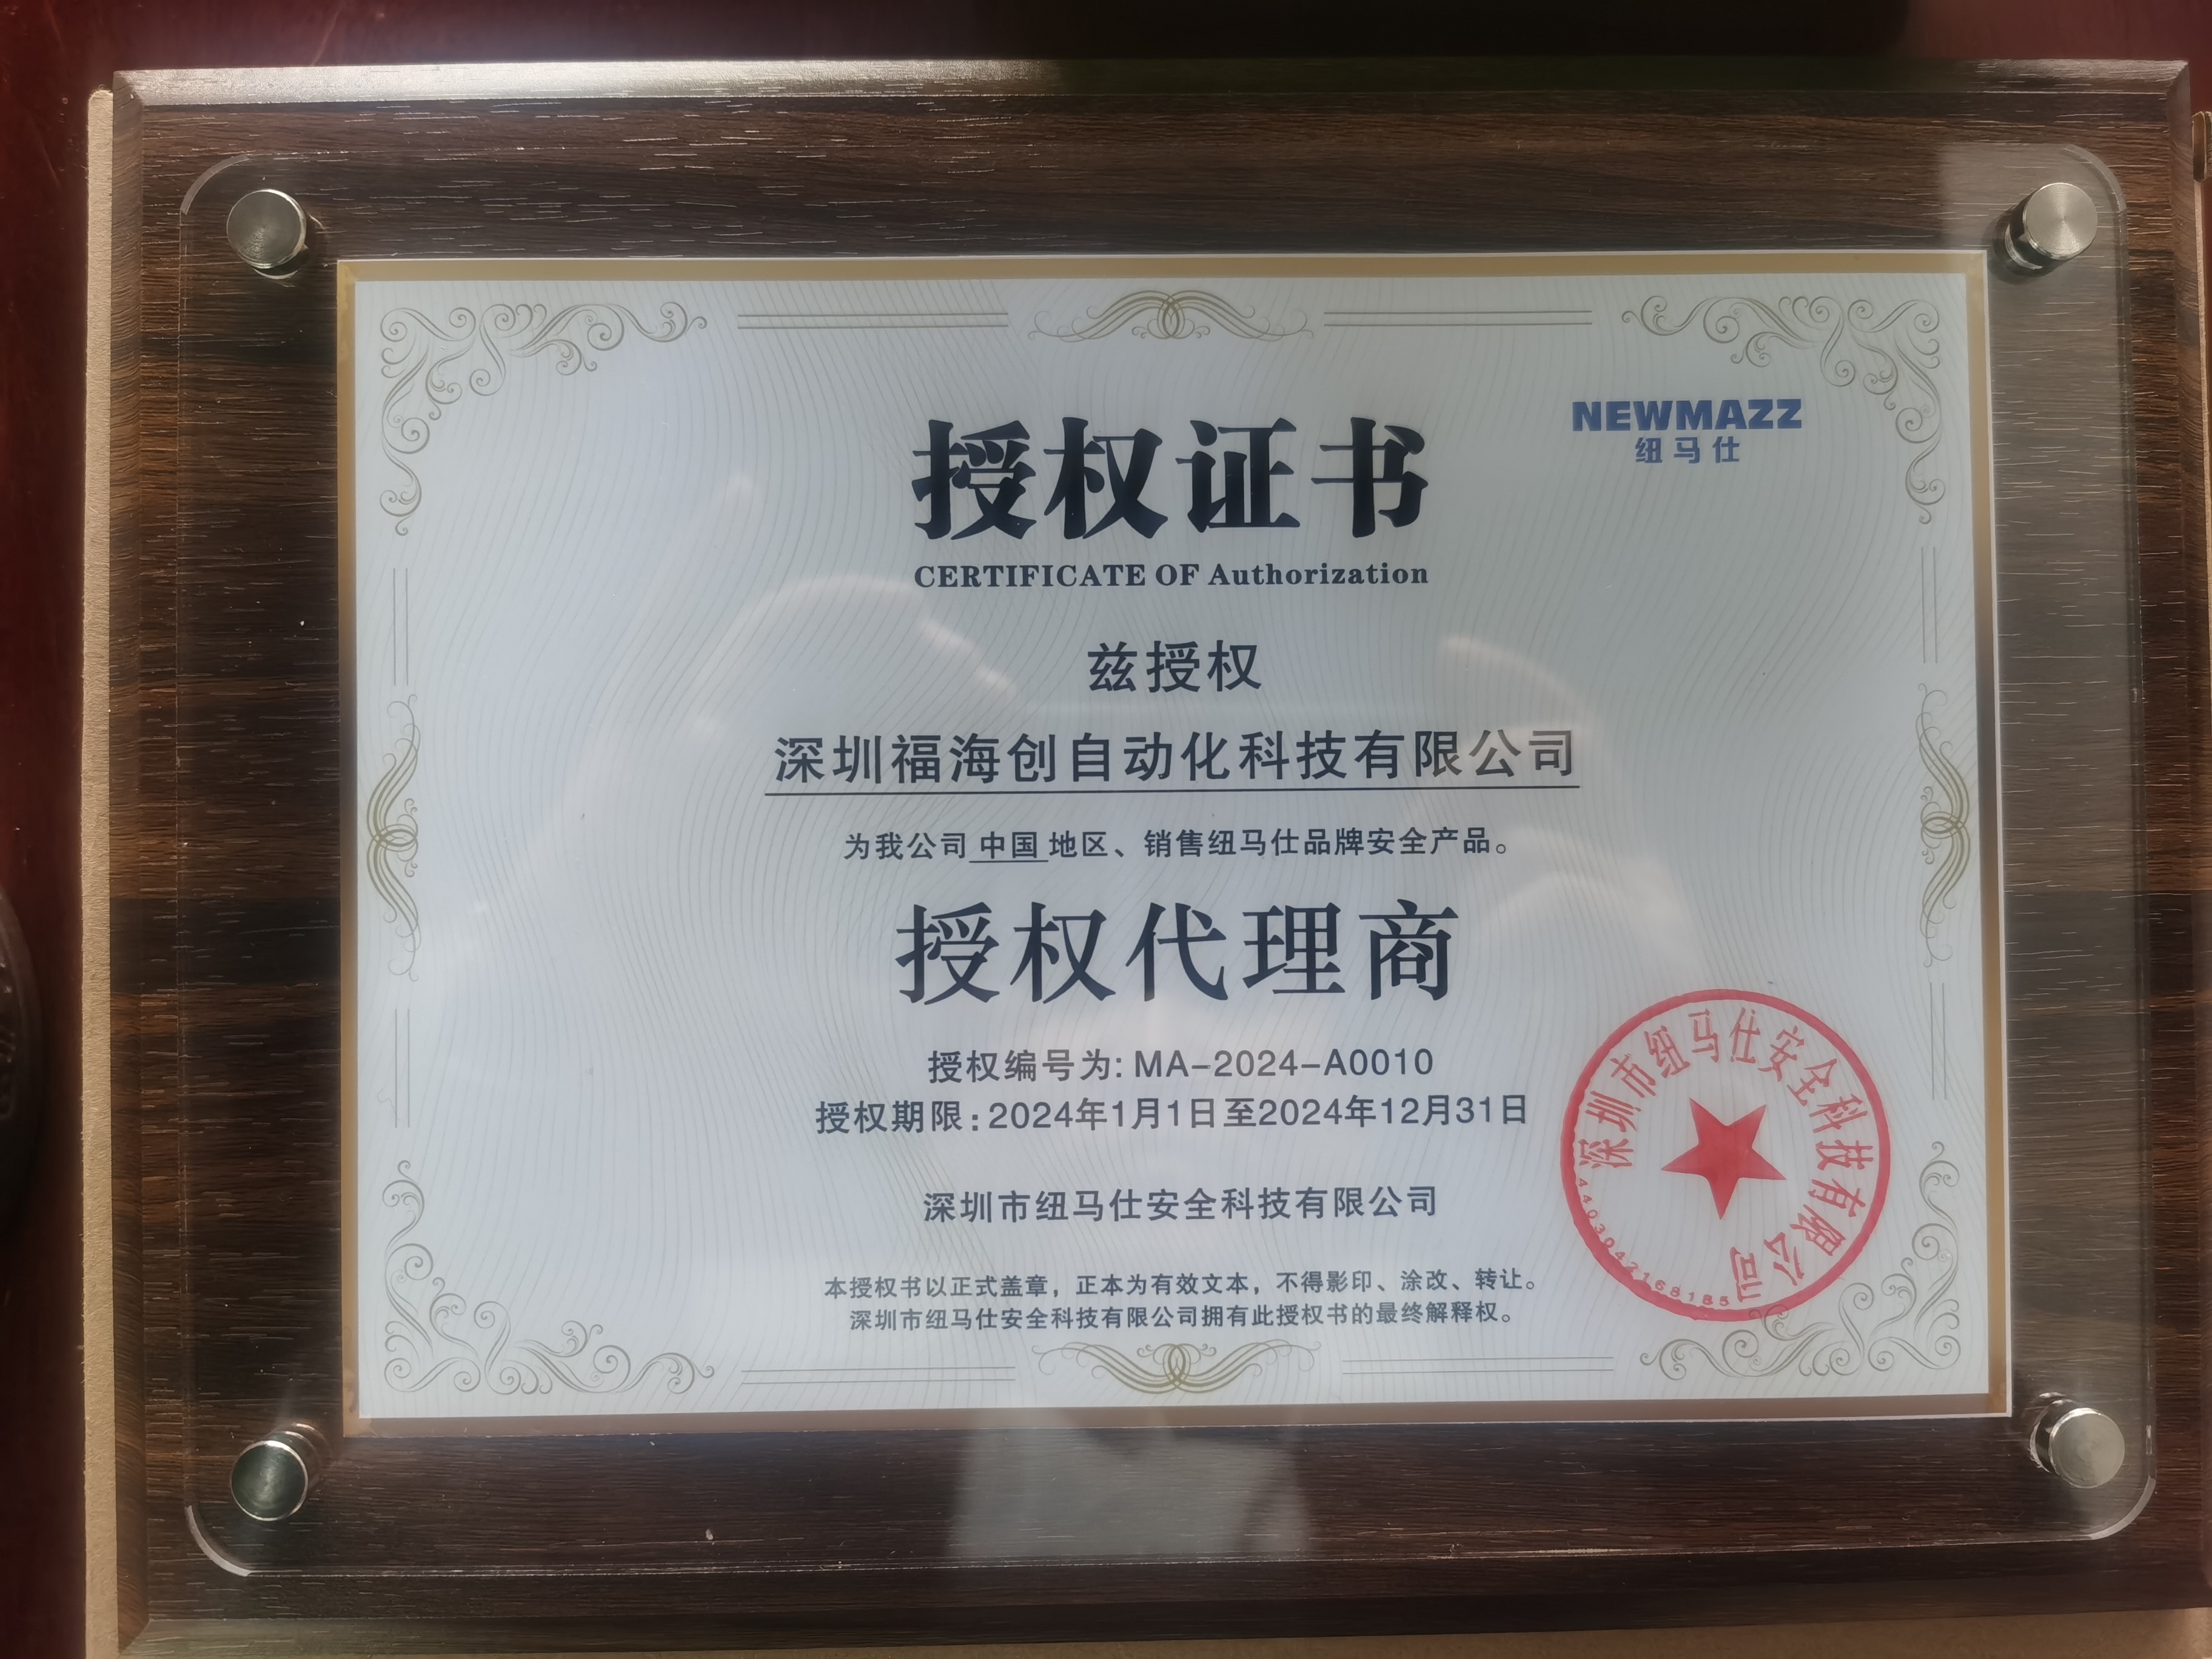 NEWMAZZ
纽马仕
授权证书
CERTIFICATE OF Authorization
兹授权
深圳福海创自动化科技有限公司
为我公司 中国 地区、销售纽马仕品牌安全产品。
授权代理商
授权编号为: MA-2024-A0010
授权期限: 2024年1月1日至2024年12月31日
深圳市纽马仕安全科技有限公司
本授权书以正式盖章，正本为有效文本，不得影印、涂改、转让。
深圳市纽马仕安全科技有限公司拥有此授权书的最终解释权。
深圳市纽马仕安全科技有限公司
4403042168185